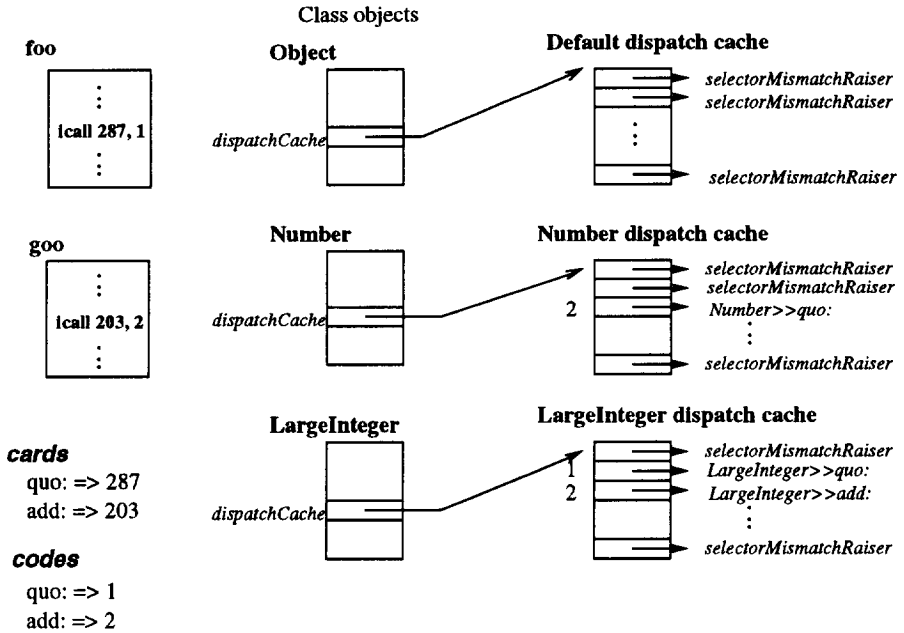 Class objects
foo
Object
Default dispatch cache
icall 287, 1
dispatchCache
selectorMismatchRaiser
selectorMismatchRaiser
selectorMismatchRaiser
goo
Number
Number dispatch cache
icall 203, 2
dispatchCache
selectorMismatchRaiser
selectorMismatchRaiser
2 Number>>quo:
selectorMismatchRaiser
LargeInteger
LargeInteger dispatch cache
dispatchCache
selectorMismatchRaiser
1 LargeInteger>>quo:
2 LargeInteger>>add:
selectorMismatchRaiser
cards
quo: => 287
add: => 203
codes
quo: => 1
add: => 2